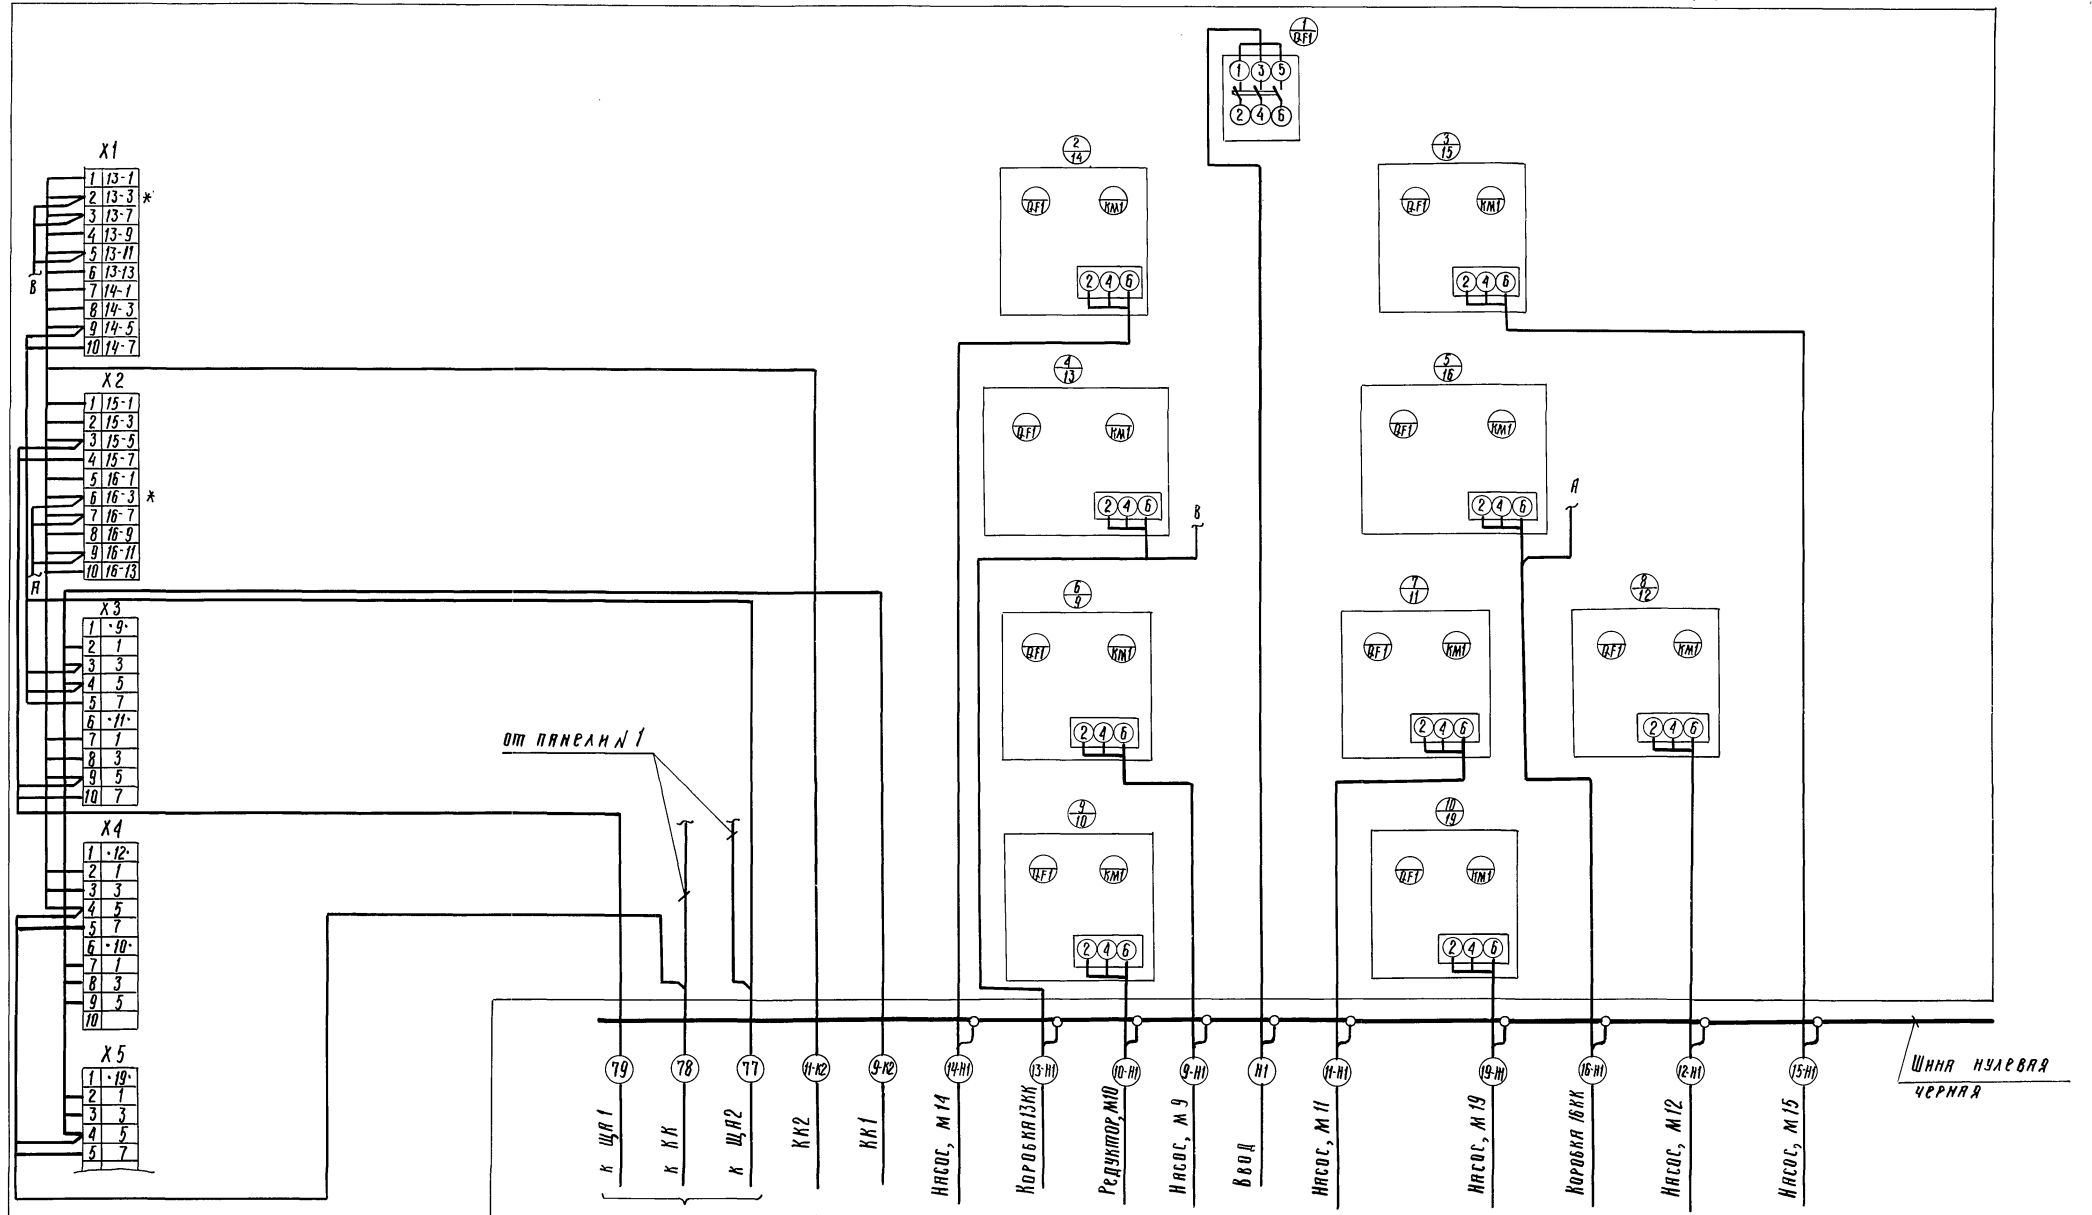 1
QF1
1 3 5
2 4 6
X1
1 13-1
2 13-3 *
3 13-7
4 13-9
5 13-11
6 13-13
7 14-1
8 14-3
9 14-5
10 14-7
В
X2
1 15-1
2 15-3
3 15-5
4 15-7
5 16-1
6 16-3 *
7 16-7
8 16-9
9 16-11
10 16-13
А
X3
1 ·9·
2 1
3 3
4 5
5 7
6 ·11·
7 1
8 3
9 5
10 7
X4
1 ·12·
2 1
3 3
4 5
5 7
6 ·10·
7 1
8 3
9 5
10
X5
1 ·19·
2 1
3 3
4 5
5 7
2
14
QF1 КМ1
2 4 6
3
15
QF1 КМ1
2 4 6
4
13
QF1 КМ1
2 4 6
В
5
16
QF1 КМ1
2 4 6
А
6
9
QF1 КМ1
2 4 6
7
11
QF1 КМ1
2 4 6
8
12
QF1 КМ1
2 4 6
9
10
QF1 КМ1
2 4 6
10
19
QF1 КМ1
2 4 6
от панели N1
79
78
77
11-К2
9-К2
14-Н1
13-Н1
10-Н1
9-Н1
Н1
11-Н1
19-Н1
16-Н1
12-Н1
15-Н1
к ЩА1
к КК
к ЩА2
КК2
КК1
Насос, М14
Коробка 13КК
Редуктор, М10
Насос, М9
Ввод
Насос, М11
Насос, М19
Коробка 16КК
Насос, М12
Насос, М15
Шина нулевая
черная